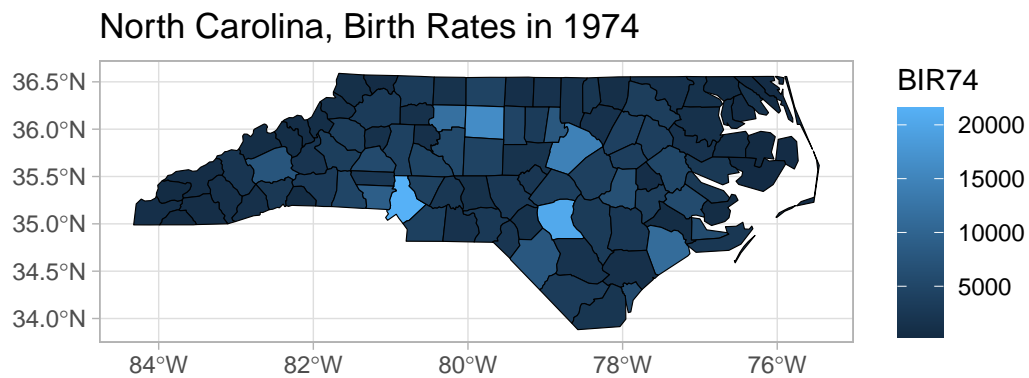 North Carolina, Birth Rates in 1974
36.5°N
36.0°N
35.5°N
35.0°N
34.5°N
34.0°N
84°W
82°W
80°W
78°W
76°W
BIR74
20000
15000
10000
5000